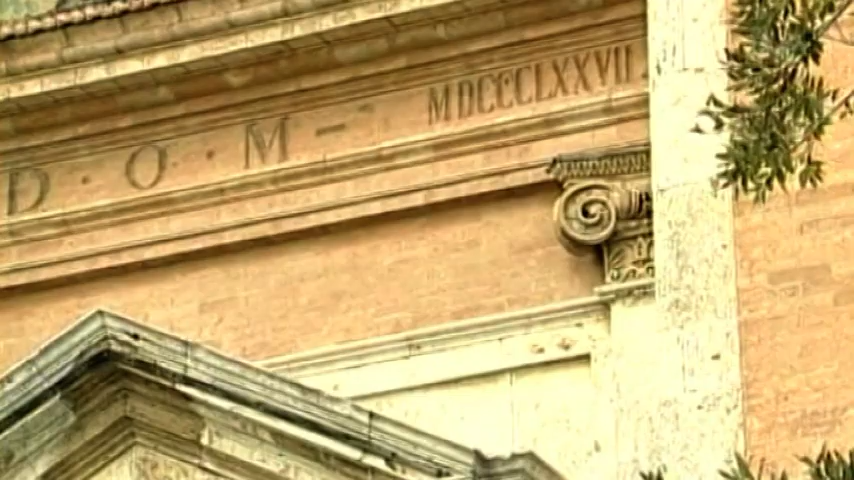 D · O · M — MDCCCLXXVII